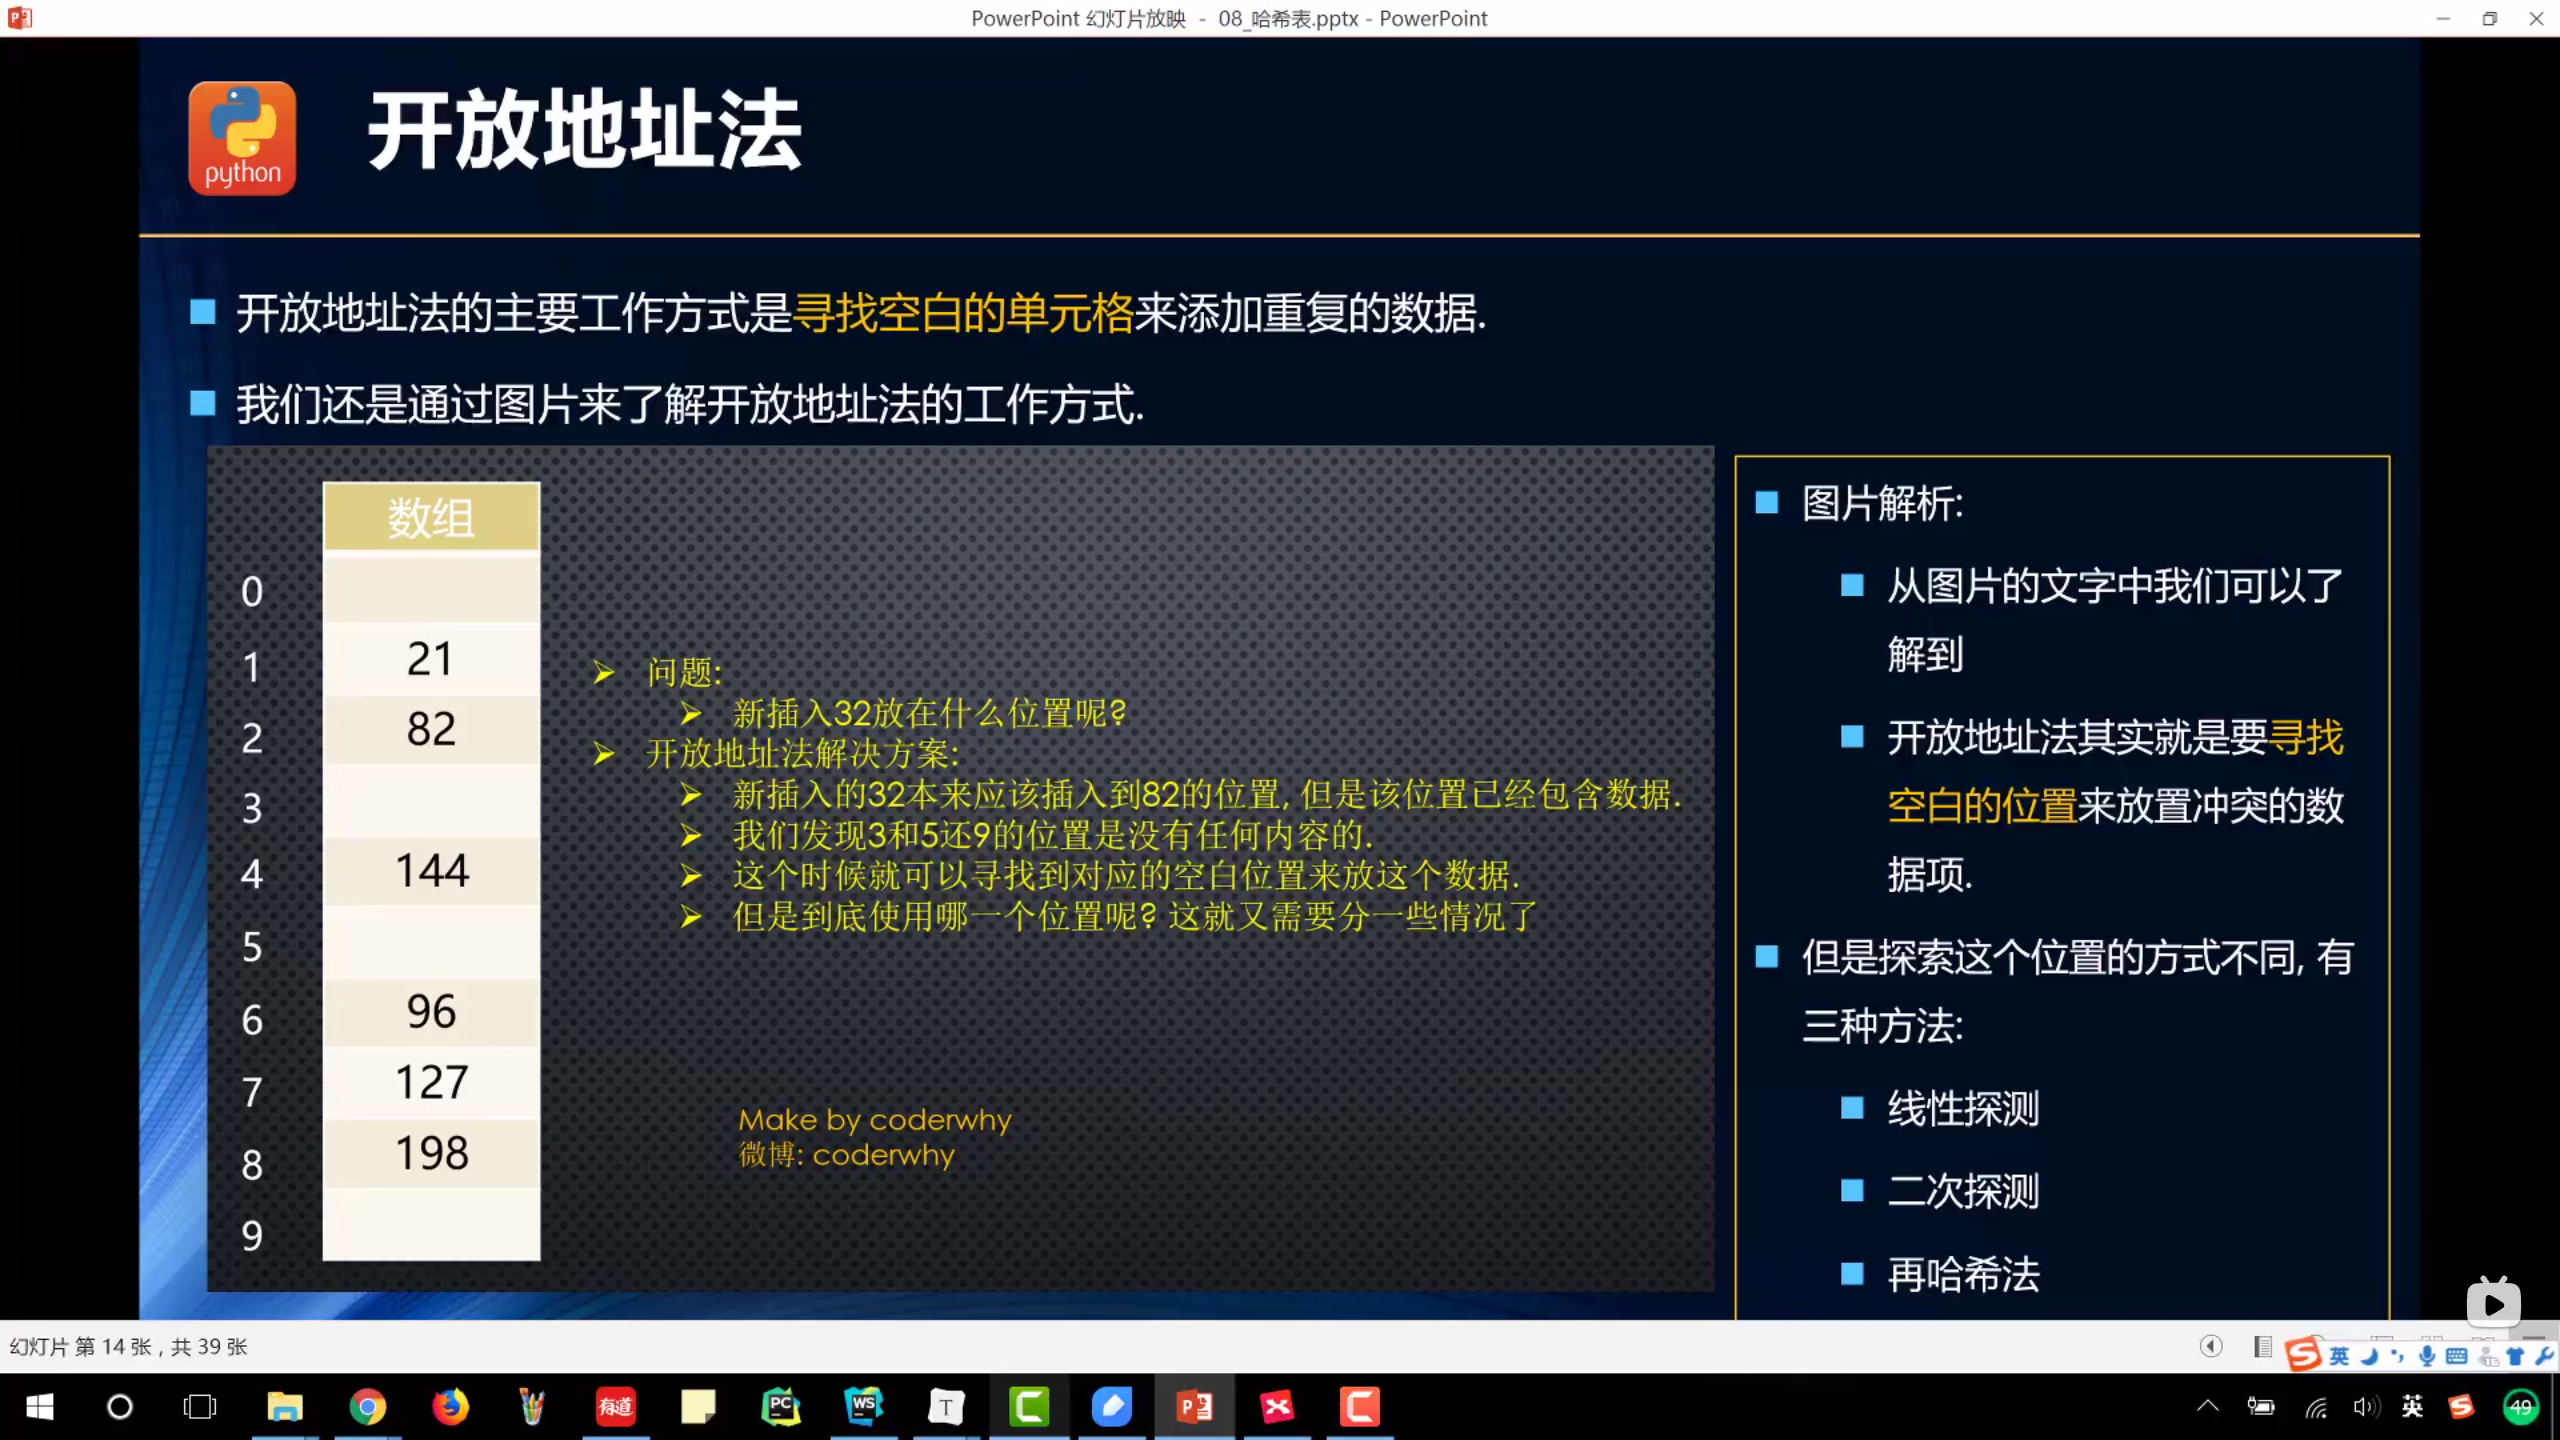 PowerPoint 幻灯片放映 - 08_哈希表.pptx - PowerPoint
python
开放地址法
开放地址法的主要工作方式是寻找空白的单元格来添加重复的数据.
我们还是通过图片来了解开放地址法的工作方式.
数组
0
1 21
2 82
3
4 144
5
6 96
7 127
8 198
9
问题:
新插入32放在什么位置呢?
开放地址法解决方案:
新插入的32本来应该插入到82的位置, 但是该位置已经包含数据.
我们发现3和5还9的位置是没有任何内容的.
这个时候就可以寻找到对应的空白位置来放这个数据.
但是到底使用哪一个位置呢? 这就又需要分一些情况了
Make by coderwhy
微博: coderwhy
图片解析:
从图片的文字中我们可以了
解到
开放地址法其实就是要寻找
空白的位置来放置冲突的数
据项.
但是探索这个位置的方式不同, 有
三种方法:
线性探测
二次探测
再哈希法
幻灯片 第 14 张，共 39 张
英
有道
PC
WS
T
英
49